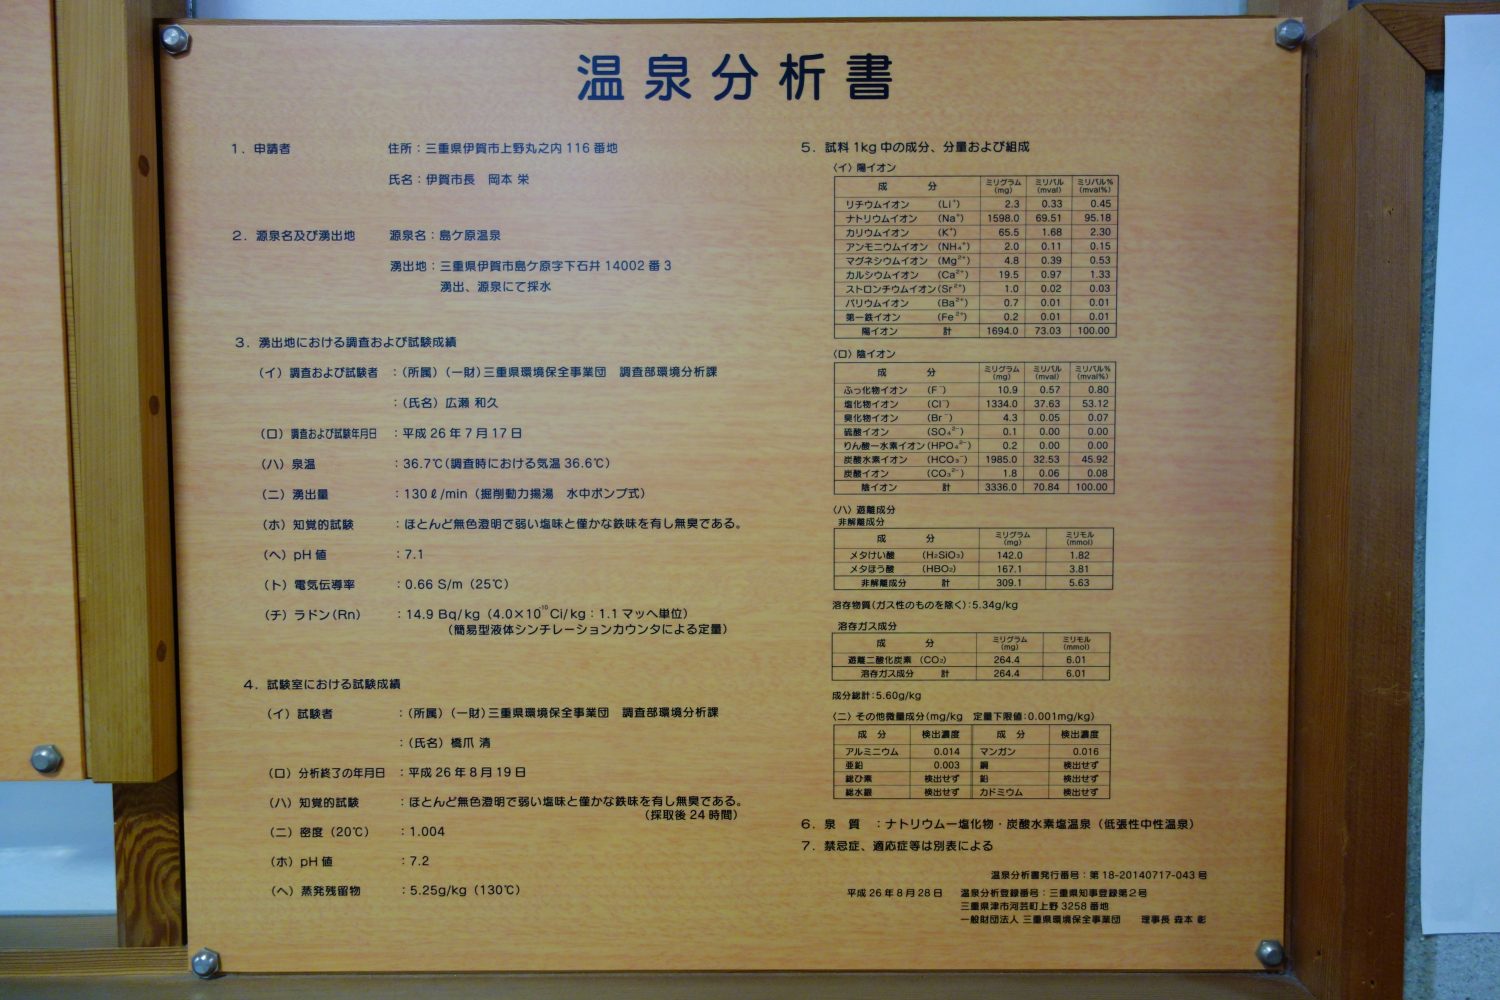 温泉分析書
1．申請者　住所：三重県伊賀市上野丸之内116番地
氏名：伊賀市長　岡本 栄
2．源泉名及び湧出地　源泉名：島ケ原温泉
湧出地：三重県伊賀市島ケ原字下石井14002番3
湧出、源泉にて採水
3．湧出地における調査および試験成績
（イ）調査および試験者　：（所属）（一財）三重県環境保全事業団　調査部環境分析課
：（氏名）広瀬 和久
（ロ）調査および試験年月日　：平成26年7月17日
（ハ）泉温　：36.7℃（調査時における気温36.6℃）
（ニ）湧出量　：130ℓ/min（掘削動力揚湯　水中ポンプ式）
（ホ）知覚的試験　：ほとんど無色澄明で弱い塩味と僅かな鉄味を有し無臭である。
（ヘ）pH値　：7.1
（ト）電気伝導率　：0.66 S/m（25℃）
（チ）ラドン（Rn）　：14.9 Bq/kg（4.0×10⁻¹⁰Ci/kg：1.1マッヘ単位）
（簡易型液体シンチレーションカウンタによる定量）
4．試験室における試験成績
（イ）試験者　：（所属）（一財）三重県環境保全事業団　調査部環境分析課
：（氏名）橋爪 清
（ロ）分析終了の年月日　：平成26年8月19日
（ハ）知覚的試験　：ほとんど無色澄明で弱い塩味と僅かな鉄味を有し無臭である。
（採取後24時間）
（ニ）密度（20℃）　：1.004
（ホ）pH値　：7.2
（ヘ）蒸発残留物　：5.25g/kg（130℃）
5．試料1kg中の成分、分量および組成
（イ）陽イオン
成　分　ミリグラム(mg)　ミリバル(mval)　ミリバル%(mval%)
リチウムイオン　(Li⁺)　2.3　0.33　0.45
ナトリウムイオン　(Na⁺)　1598.0　69.51　95.18
カリウムイオン　(K⁺)　65.5　1.68　2.30
アンモニウムイオン　(NH₄⁺)　2.0　0.11　0.15
マグネシウムイオン　(Mg²⁺)　4.8　0.39　0.53
カルシウムイオン　(Ca²⁺)　19.5　0.97　1.33
ストロンチウムイオン(Sr²⁺)　1.0　0.02　0.03
バリウムイオン　(Ba²⁺)　0.7　0.01　0.01
第一鉄イオン　(Fe²⁺)　0.2　0.01　0.01
陽イオン　計　1694.0　73.03　100.00
（ロ）陰イオン
成　分　ミリグラム(mg)　ミリバル(mval)　ミリバル%(mval%)
ふっ化物イオン　(F⁻)　10.9　0.57　0.80
塩化物イオン　(Cl⁻)　1334.0　37.63　53.12
臭化物イオン　(Br⁻)　4.3　0.05　0.07
硫酸イオン　(SO₄²⁻)　0.1　0.00　0.00
りん酸一水素イオン(HPO₄²⁻)　0.2　0.00　0.00
炭酸水素イオン　(HCO₃⁻)　1985.0　32.53　45.92
炭酸イオン　(CO₃²⁻)　1.8　0.06　0.08
陰イオン　計　3336.0　70.84　100.00
（ハ）遊離成分
非解離成分
成　分　ミリグラム(mg)　ミリモル(mmol)
メタけい酸　(H₂SiO₃)　142.0　1.82
メタほう酸　(HBO₂)　167.1　3.81
非解離成分　計　309.1　5.63
溶存物質（ガス性のものを除く）：5.34g/kg
溶存ガス成分
成　分　ミリグラム(mg)　ミリモル(mmol)
遊離二酸化炭素　(CO₂)　264.4　6.01
溶存ガス成分　計　264.4　6.01
成分総計：5.60g/kg
（ニ）その他微量成分（mg/kg　定量下限値：0.001mg/kg）
成　分　検出濃度　成　分　検出濃度
アルミニウム　0.014　マンガン　0.016
亜鉛　0.003　銅　検出せず
総ひ素　検出せず　鉛　検出せず
総水銀　検出せず　カドミウム　検出せず
6．泉　質　：ナトリウムー塩化物・炭酸水素塩温泉（低張性中性温泉）
7．禁忌症、適応症等は別表による
温泉分析書発行番号：第18-20140717-043号
平成26年8月28日　温泉分析登録番号：三重県知事登録第2号
三重県津市河芸町上野3258番地
一般財団法人 三重県環境保全事業団　理事長 森本 彰